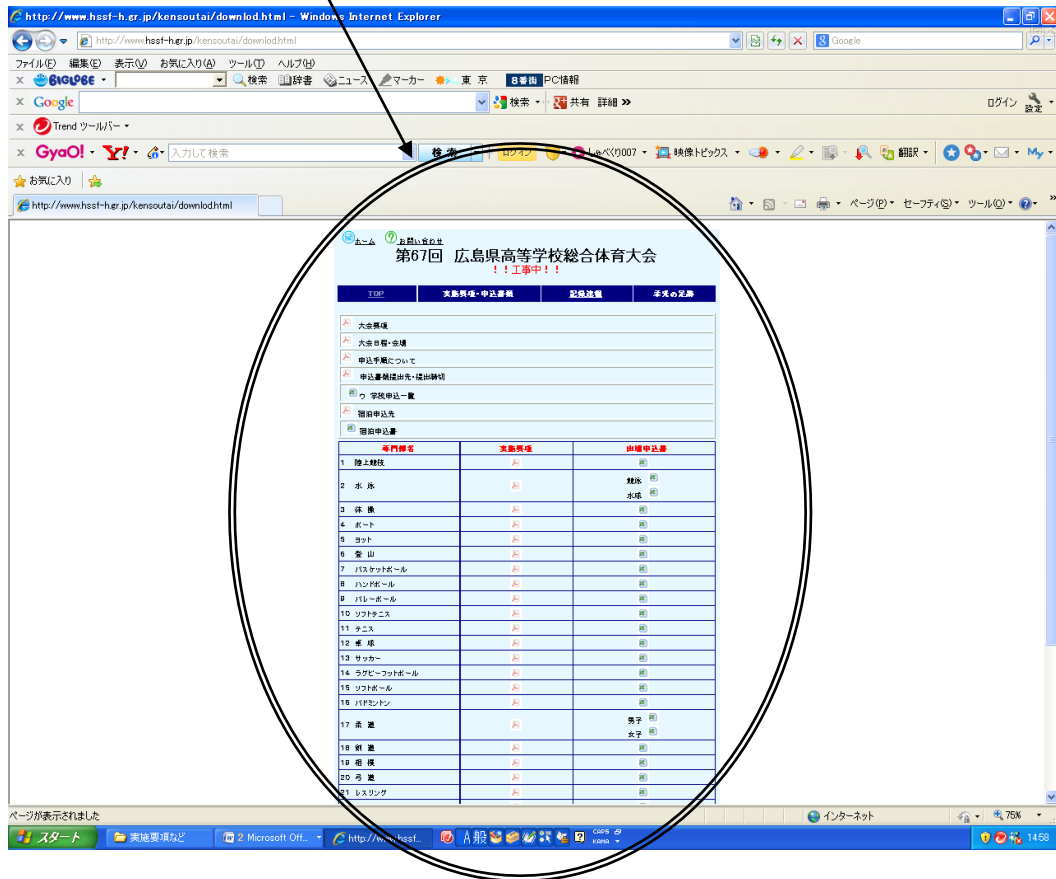 http://www.hssf-h.gr.jp/kensoutai/downlod.html - Windows Internet Explorer
http://www.hssf-h.gr.jp/kensoutai/downlod.html
Google
ファイル(F) 編集(E) 表示(V) お気に入り(A) ツール(T) ヘルプ(H)
x BIGLOBE 検索 辞書 ニュース マーカー 東 京 8番街 PC情報
x Google 検索 共有 詳細 >> ログイン 設定
x Trend ツールバー
x GyaO! Y! 入力して検索 検索 ログイン しゃべくり007 映像トピックス 翻訳 My
お気に入り
http://www.hssf-h.gr.jp/kensoutai/downlod.html
ページ(P) セーフティ(S) ツール(O) >>
ホーム お問い合わせ
第67回 広島県高等学校総合体育大会
!!工事中!!
TOP 実施要項・申込書類 記録速報 栄光の足跡
大会要項
大会日程・会場
申込手順について
申込書類提出先・提出締切
ウ 学校申込一覧
宿泊申込先
宿泊申込書
専門部名 実施要項 出場申込書
1 陸上競技
2 水 泳 競泳
水球
3 体 操
4 ボート
5 ヨット
6 登 山
7 バスケットボール
8 ハンドボール
9 バレーボール
10 ソフトテニス
11 テニス
12 卓 球
13 サッカー
14 ラグビーフットボール
15 ソフトボール
16 バドミントン
17 柔 道 男子
女子
18 剣 道
19 相 撲
20 弓 道
21 レスリング
ページが表示されました インターネット 75%
スタート 実施要項など 2 Microsoft Off... http://www.hssf... A 般 CAPS KANA 14:58